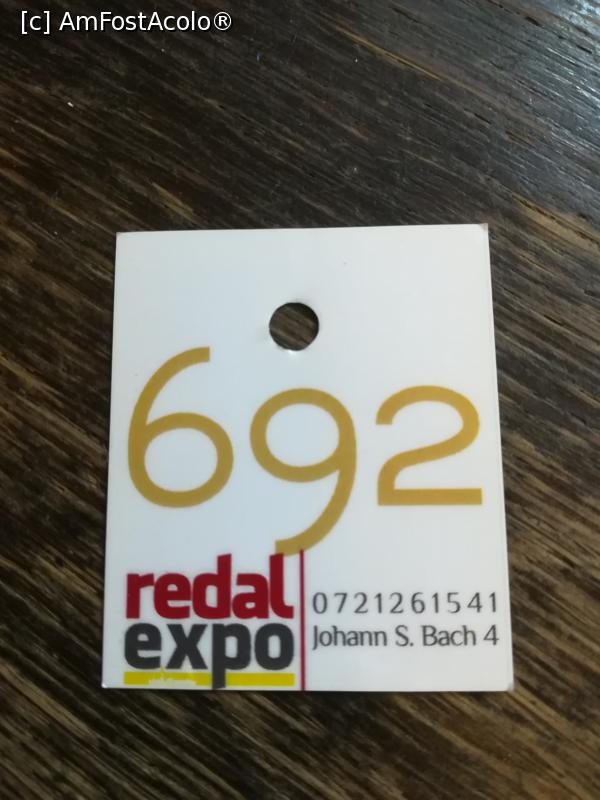 [c] AmFostAcolo®
692
redal
expo
0721261541
Johann S. Bach 4